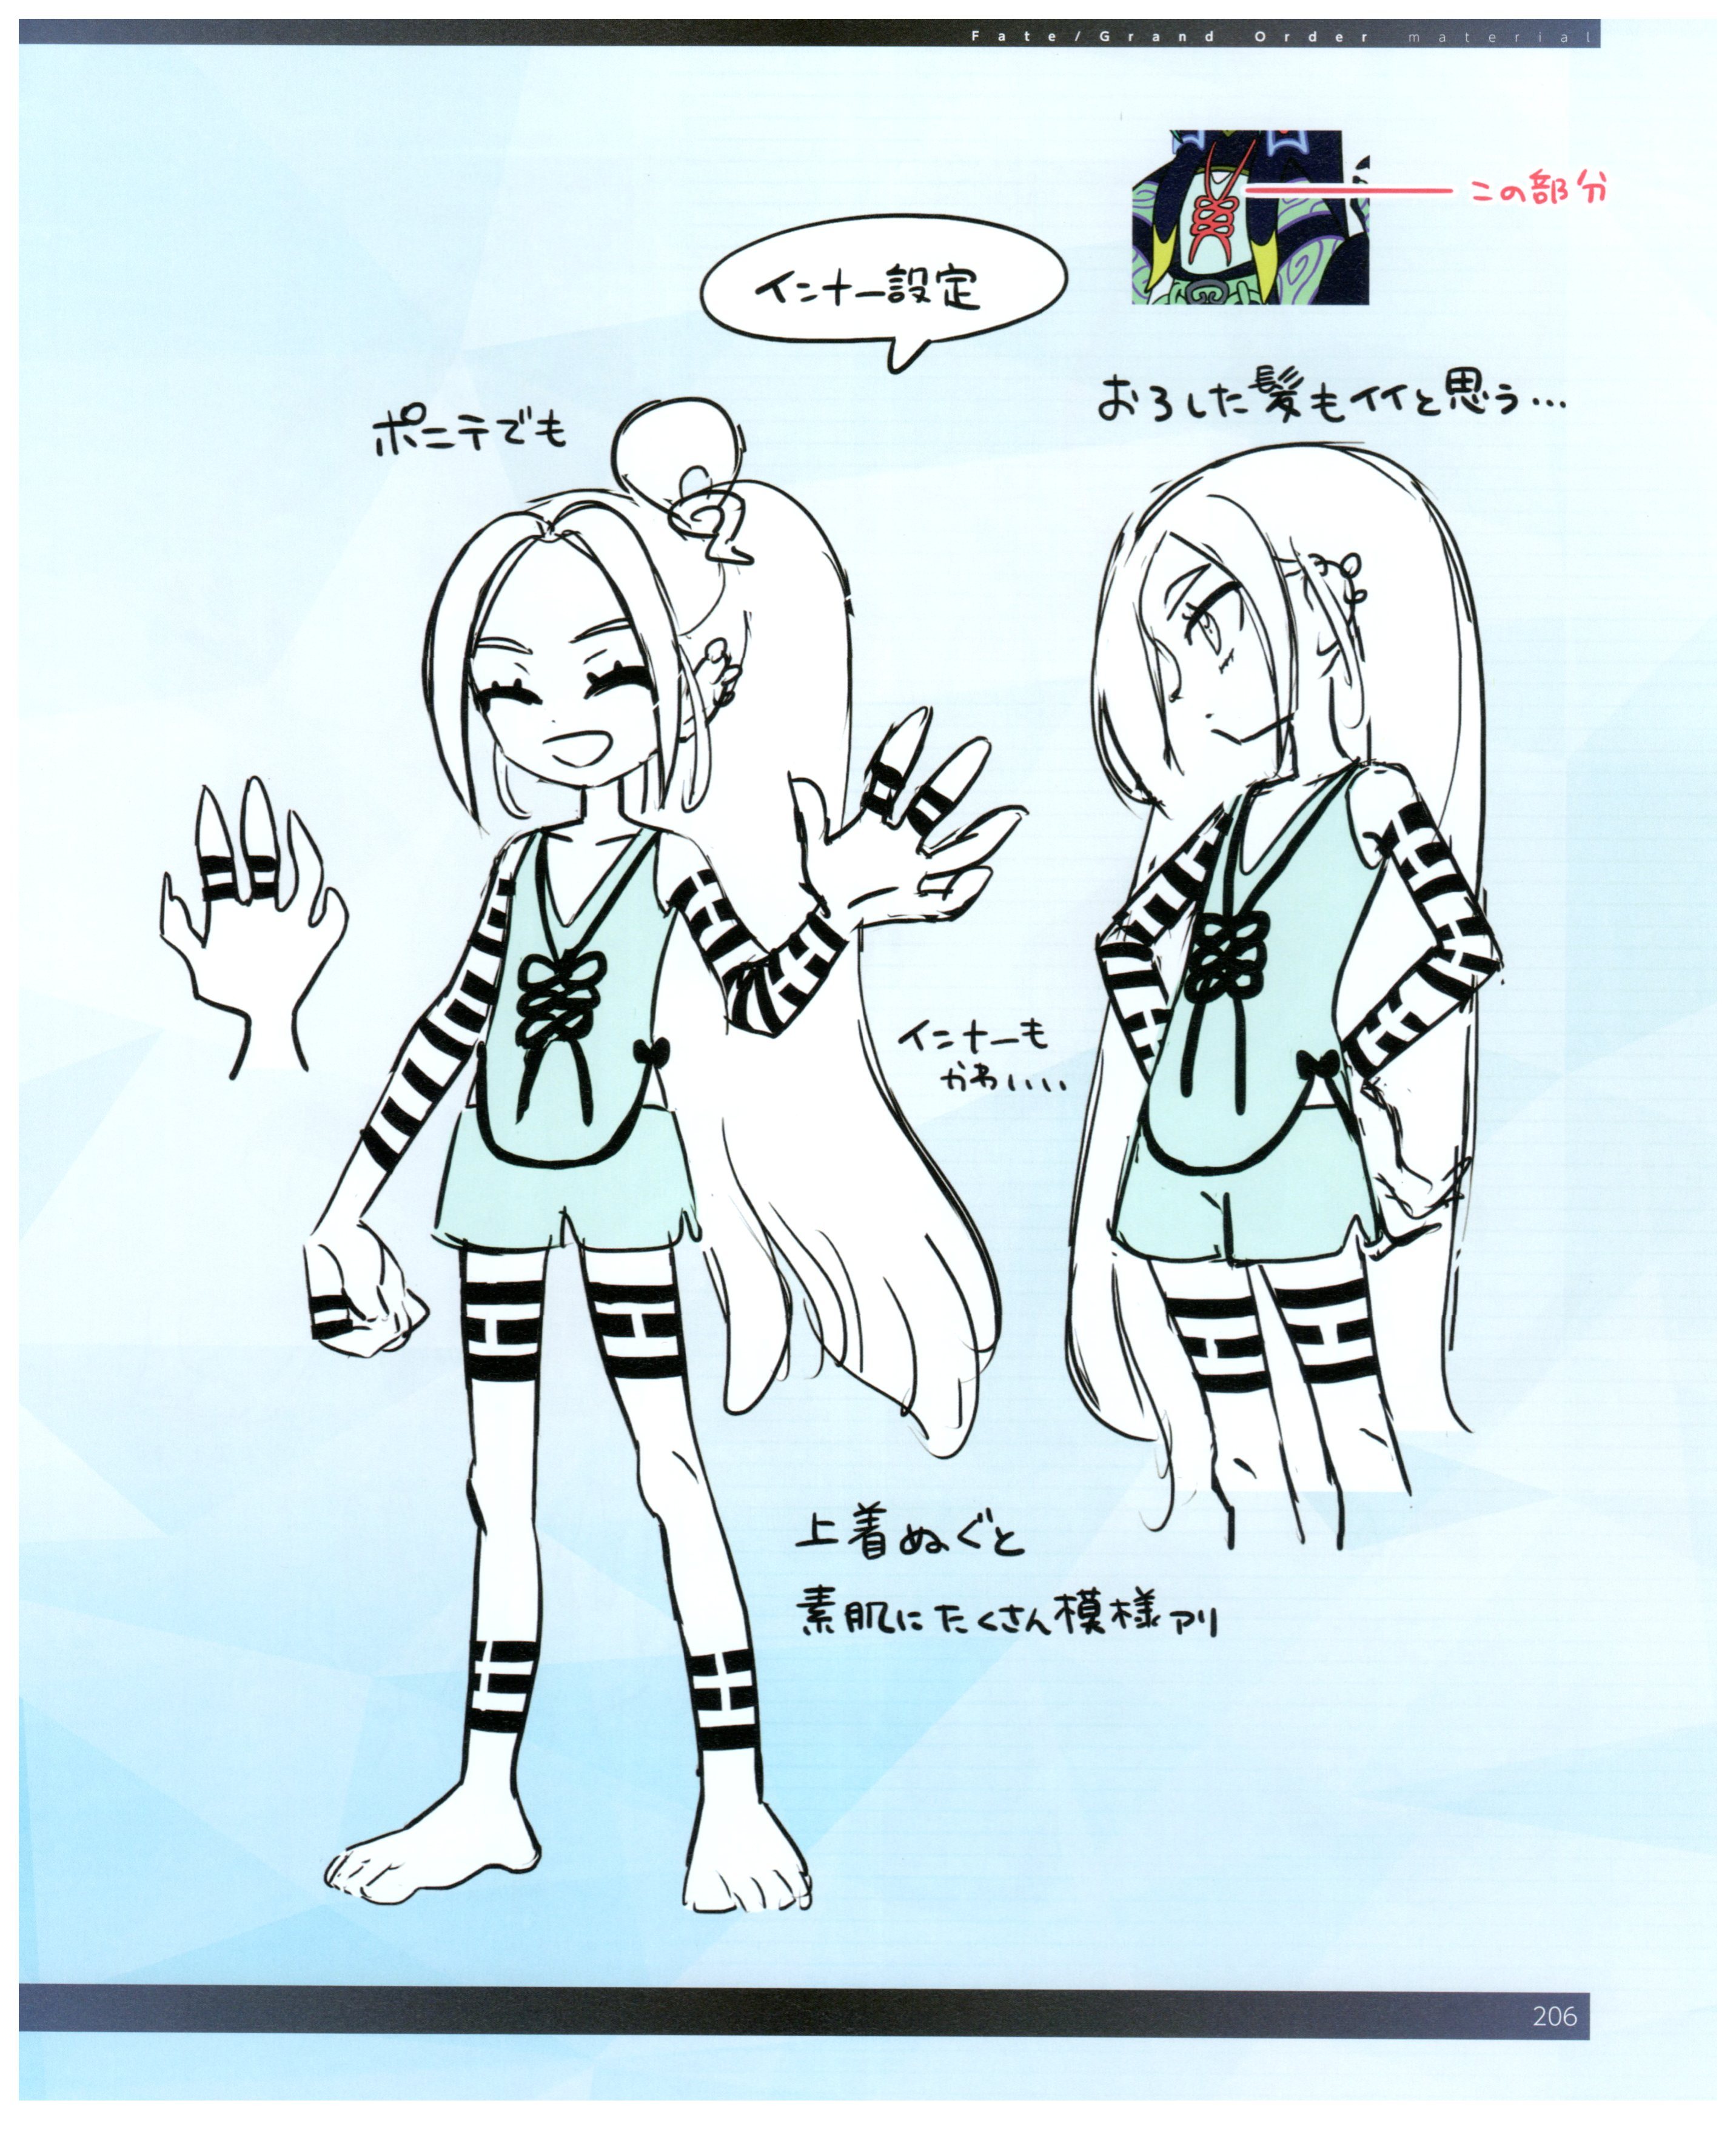 Fate/Grand Order material
この部分
インナー設定
おろした髪もイイと思う…
ポニテでも
インナーも
かわいい
上着ぬぐと
素肌にたくさん模様アリ
206